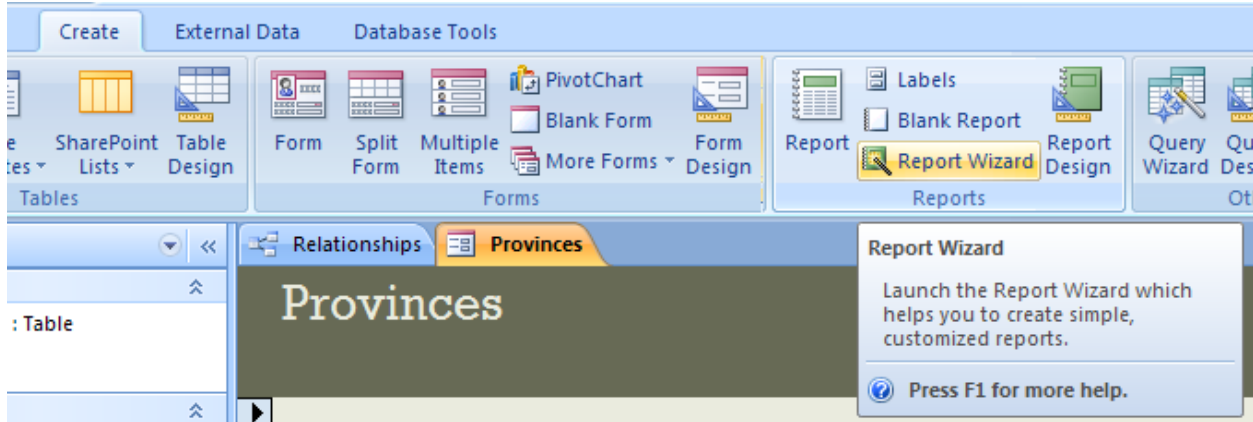 Create External Data Database Tools
PivotChart Labels
Blank Form Blank Report
SharePoint Table Form Split Multiple Form Report Report Query
Lists Design Form Items More Forms Design Report Wizard Design Wizard
Tables Forms Reports
Relationships Provinces
Report Wizard
Provinces
Launch the Report Wizard which
: Table
helps you to create simple,
customized reports.
Press F1 for more help.